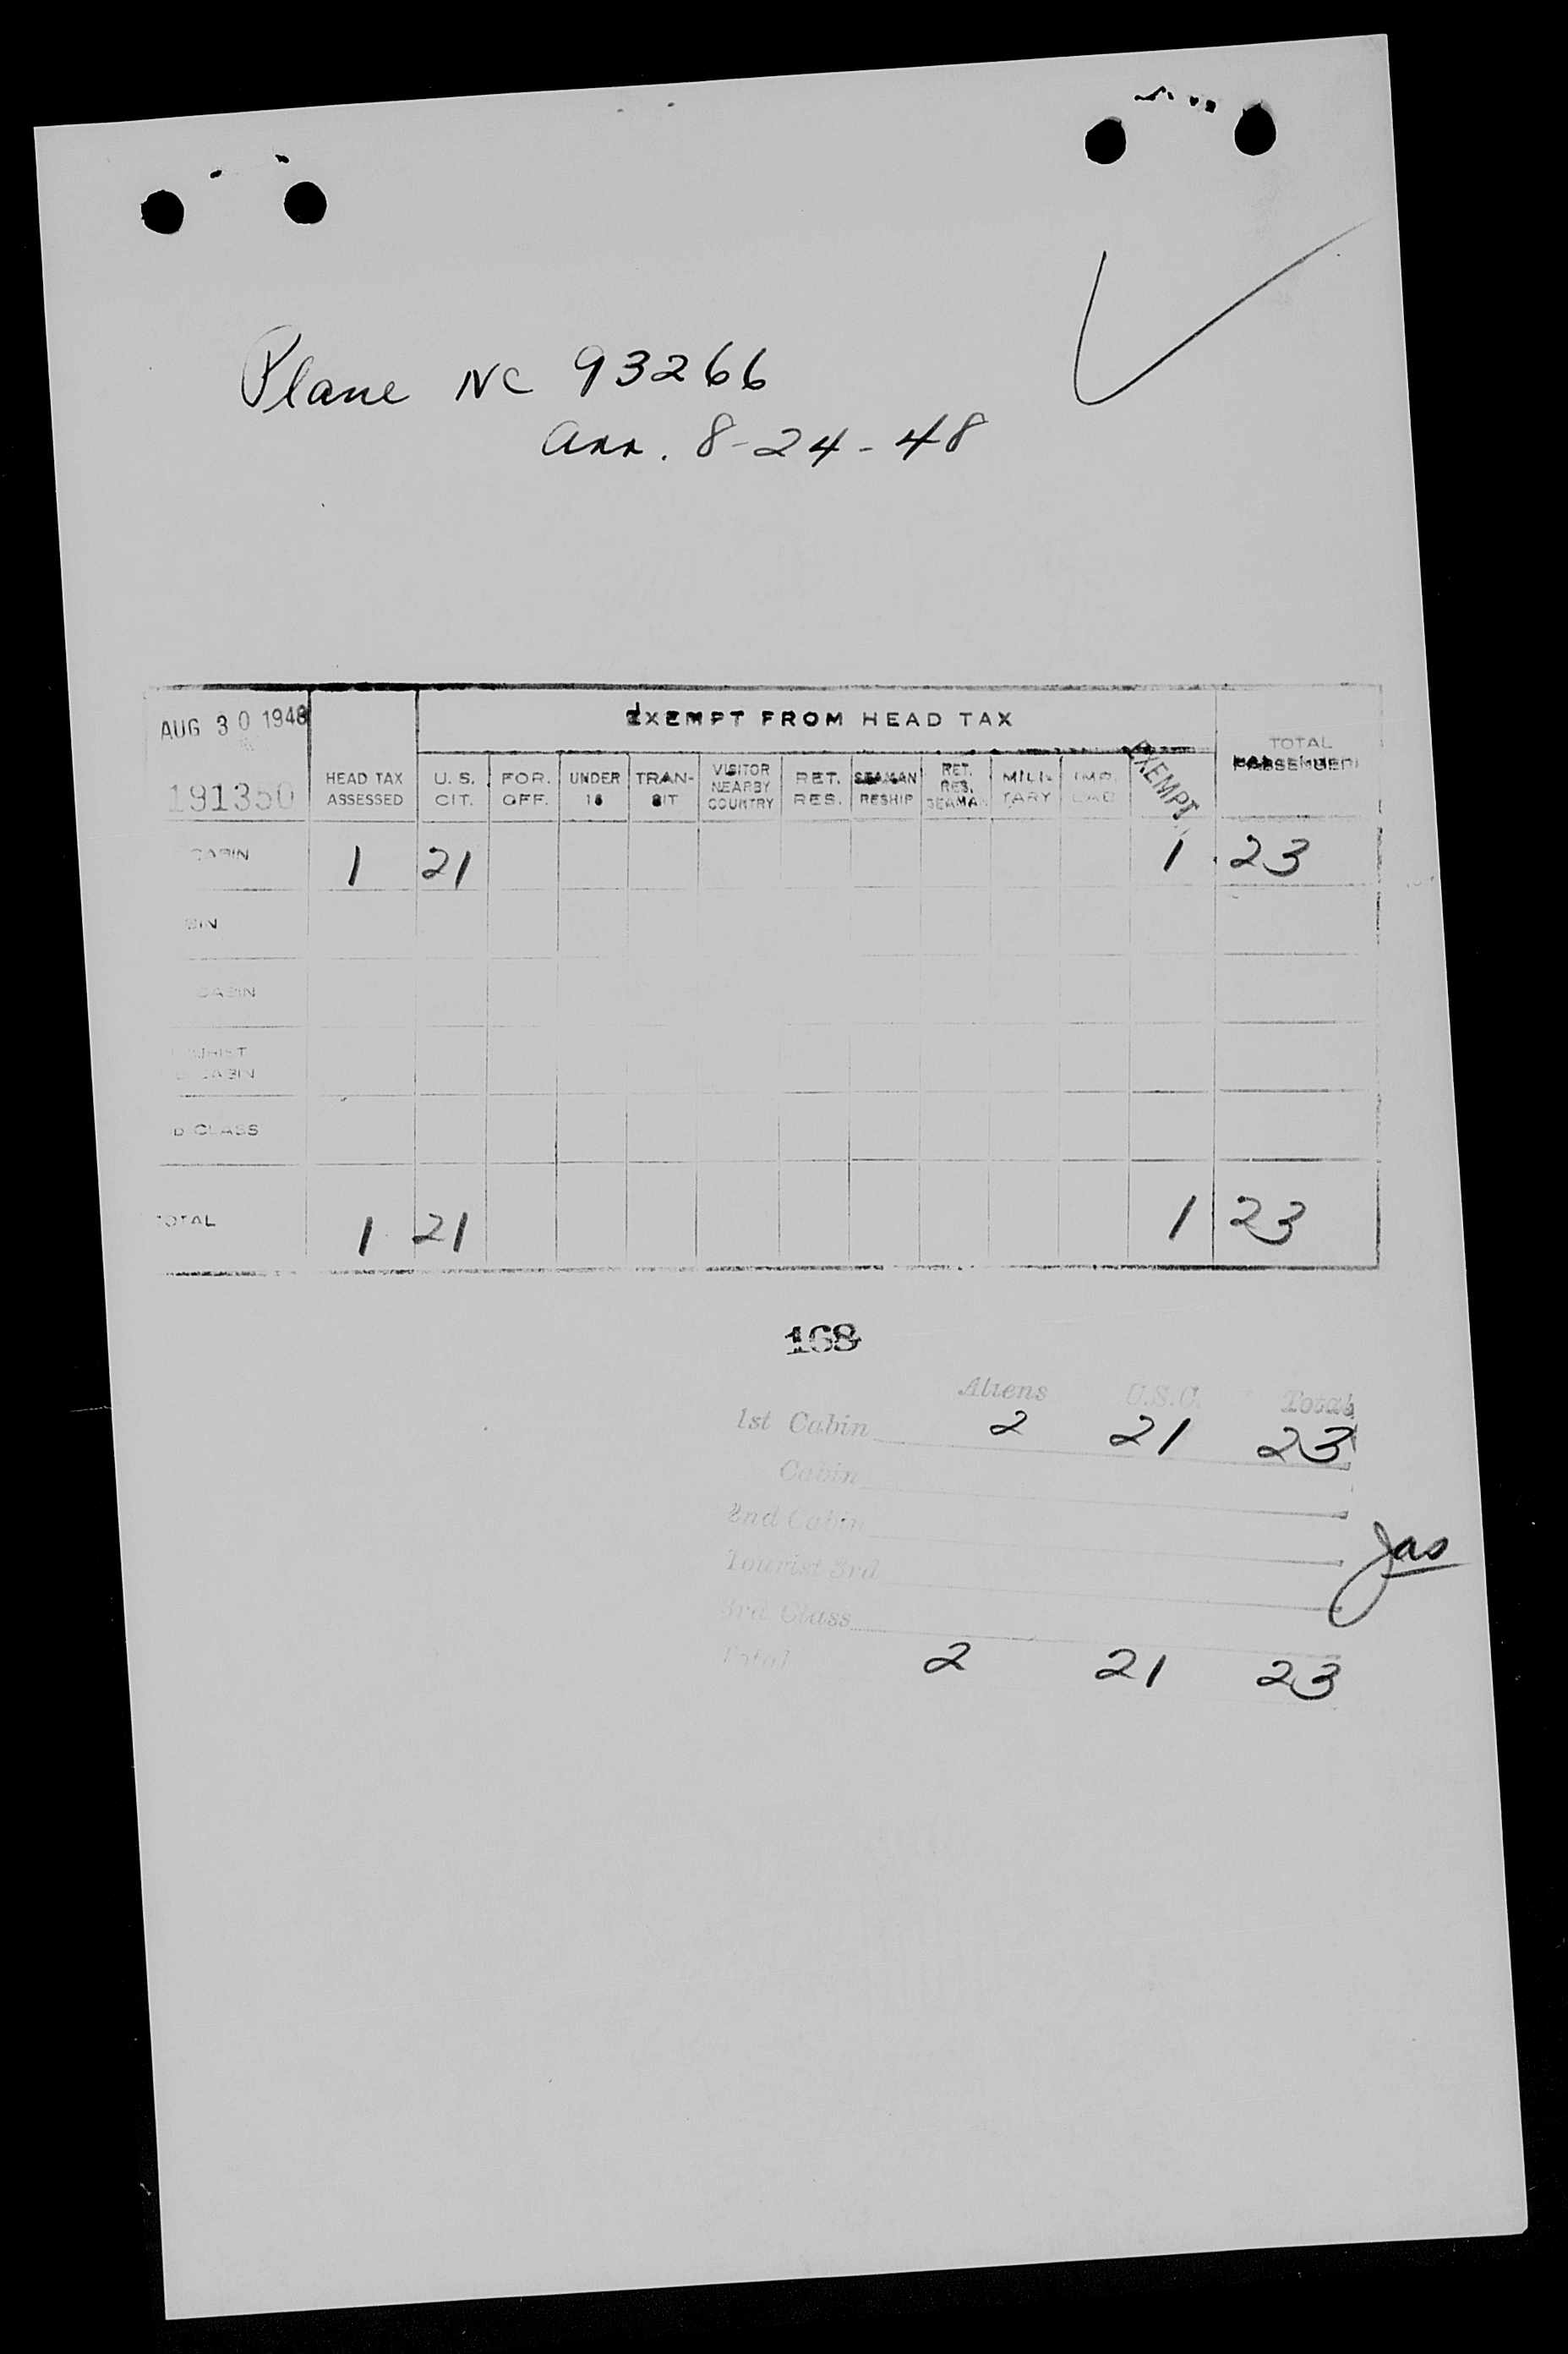 Plane NC 93266
Arr. 8-24-48
AUG 30 1948
EXEMPT FROM HEAD TAX
TOTAL
PASSENGER
191350
HEAD TAX ASSESSED
U. S. CIT.
FOR. OFF.
UNDER 16
TRAN-SIT
VISITOR NEARBY COUNTRY
RET. RES.
SEAMAN RESHIP
RET. RES. SEAMAN
MILI-TARY
EXEMPT
CABIN 1 21 1 23
CABIN
CLASS
TOTAL 1 21 1 23
168
Aliens U.S.C. Total
1st Cabin 2 21 23
Cabin
2nd Cabin
Jas
Tourist 3rd
3rd Class
Total 2 21 23